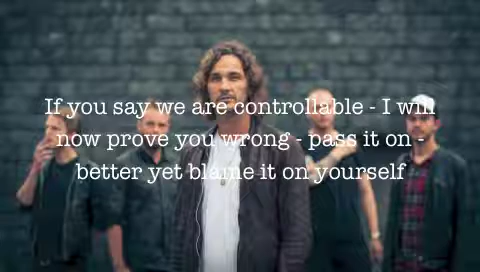 If you say we are controllable - I will
now prove you wrong - pass it on -
better yet blame it on yourself